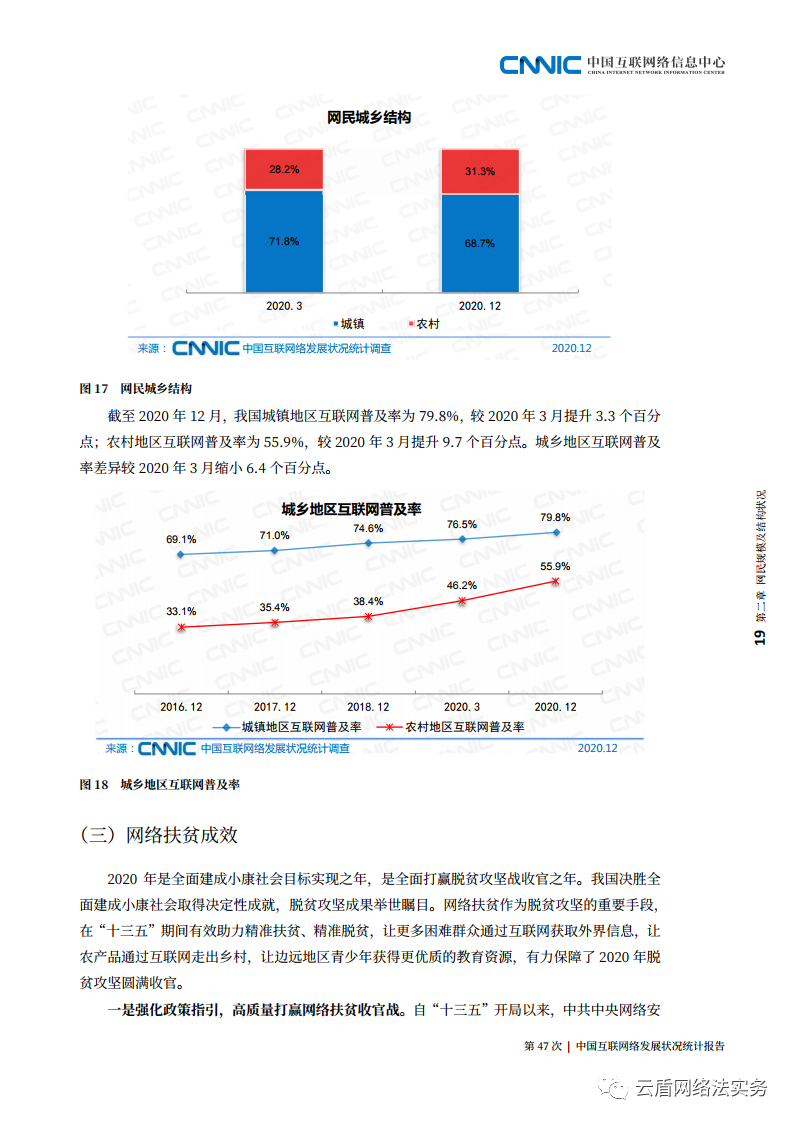 CNNIC 中国互联网络信息中心
CHINA INTERNET NETWORK INFORMATION CENTER
网民城乡结构
28.2%
31.3%
71.8%
68.7%
2020.3
2020.12
城镇
农村
来源：CNNIC 中国互联网络发展状况统计调查
2020.12
图 17 网民城乡结构
截至 2020 年 12 月，我国城镇地区互联网普及率为 79.8%，较 2020 年 3 月提升 3.3 个百分
点；农村地区互联网普及率为 55.9%，较 2020 年 3 月提升 9.7 个百分点。城乡地区互联网普及
率差异较 2020 年 3 月缩小 6.4 个百分点。
城乡地区互联网普及率
69.1%
71.0%
74.6%
76.5%
79.8%
33.1%
35.4%
38.4%
46.2%
55.9%
2016.12
2017.12
2018.12
2020.3
2020.12
城镇地区互联网普及率
农村地区互联网普及率
来源：CNNIC 中国互联网络发展状况统计调查
2020.12
图 18 城乡地区互联网普及率
（三）网络扶贫成效
2020 年是全面建成小康社会目标实现之年，是全面打赢脱贫攻坚战收官之年。我国决胜全
面建成小康社会取得决定性成就，脱贫攻坚成果举世瞩目。网络扶贫作为脱贫攻坚的重要手段，
在“十三五”期间有效助力精准扶贫、精准脱贫，让更多困难群众通过互联网获取外界信息，让
农产品通过互联网走出乡村，让边远地区青少年获得更优质的教育资源，有力保障了 2020 年脱
贫攻坚圆满收官。
一是强化政策指引，高质量打赢网络扶贫收官战。自“十三五”开局以来，中共中央网络安
19 第二章 网民规模及结构状况
第 47 次 | 中国互联网络发展状况统计报告
云盾网络法实务